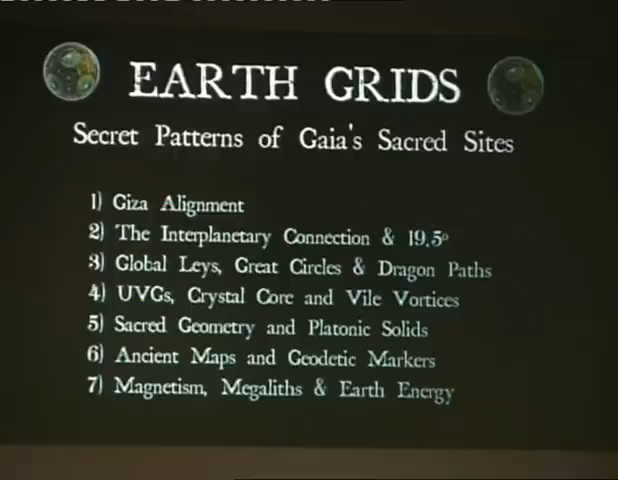 EARTH GRIDS
Secret Patterns of Gaia's Sacred Sites
1) Giza Alignment
2) The Interplanetary Connection & 19.5°
3) Global Leys, Great Circles & Dragon Paths
4) UVGs, Crystal Core and Vile Vortices
5) Sacred Geometry and Platonic Solids
6) Ancient Maps and Geodetic Markers
7) Magnetism, Megaliths & Earth Energy